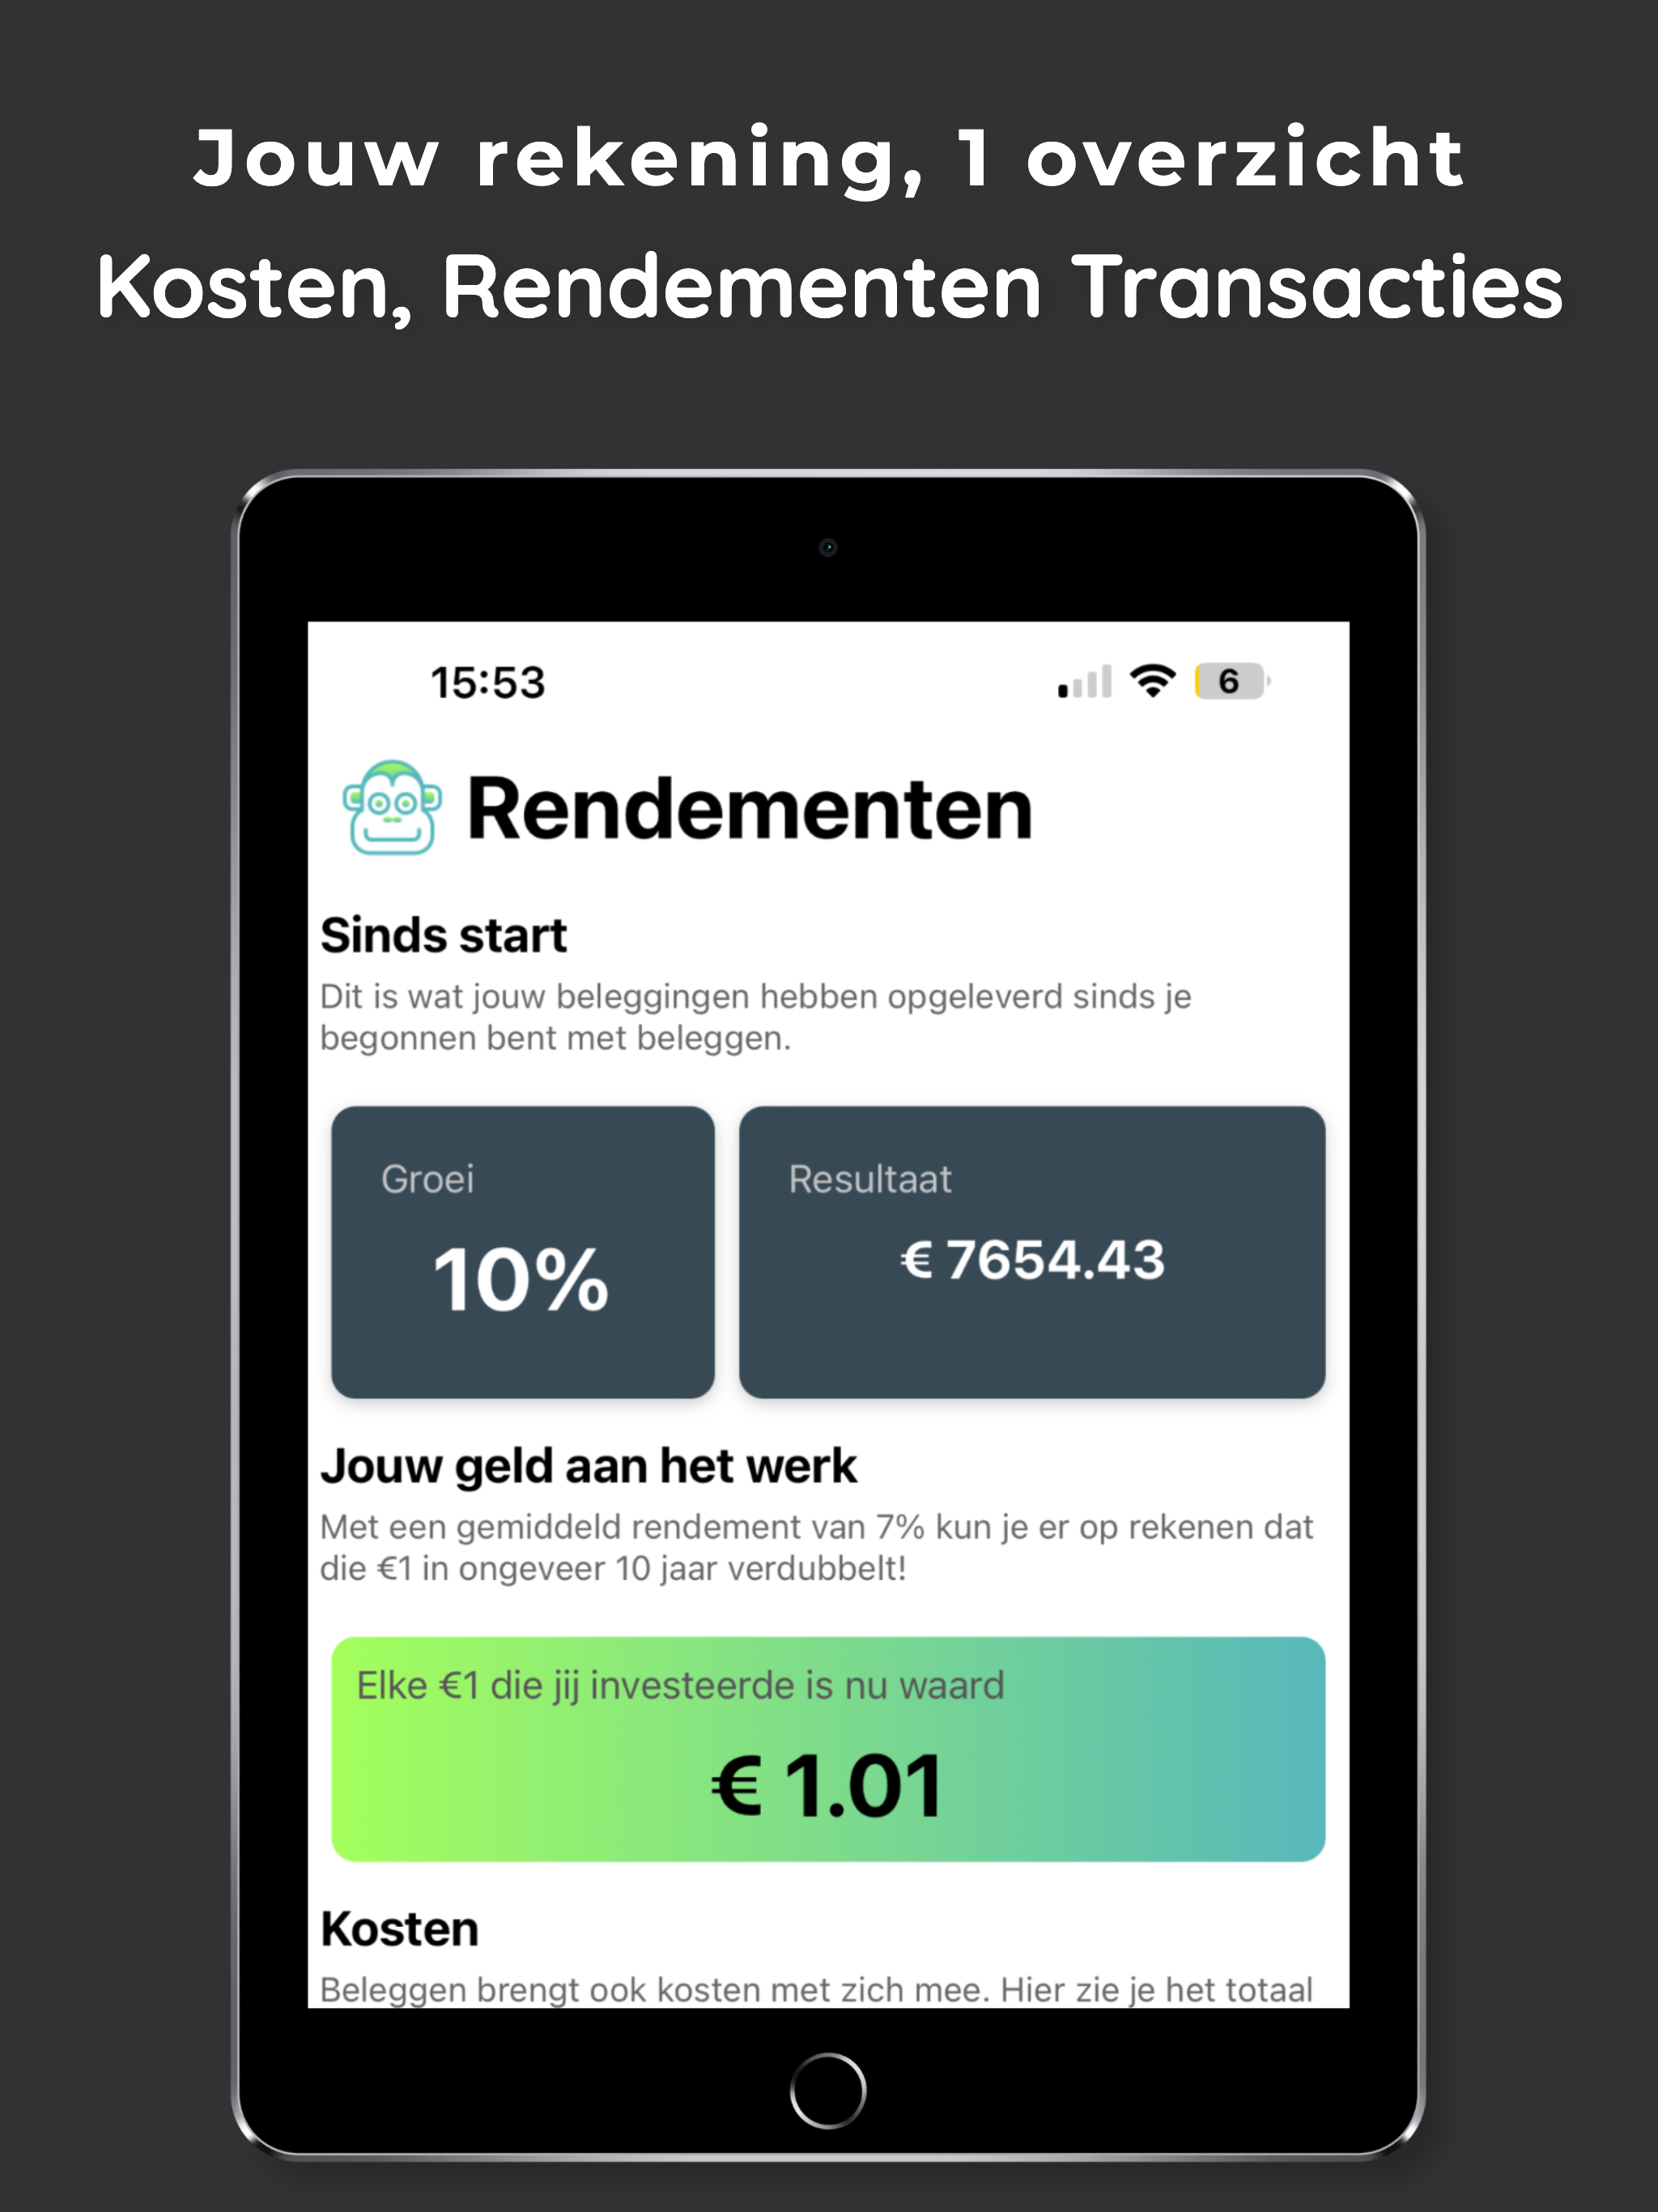 Jouw rekening, 1 overzicht
Kosten, Rendementen Transacties
15:53
6
Rendementen
Sinds start
Dit is wat jouw beleggingen hebben opgeleverd sinds je
begonnen bent met beleggen.
Groei
Resultaat
10%
€ 7654.43
Jouw geld aan het werk
Met een gemiddeld rendement van 7% kun je er op rekenen dat
die €1 in ongeveer 10 jaar verdubbelt!
Elke €1 die jij investeerde is nu waard
€ 1.01
Kosten
Beleggen brengt ook kosten met zich mee. Hier zie je het totaal